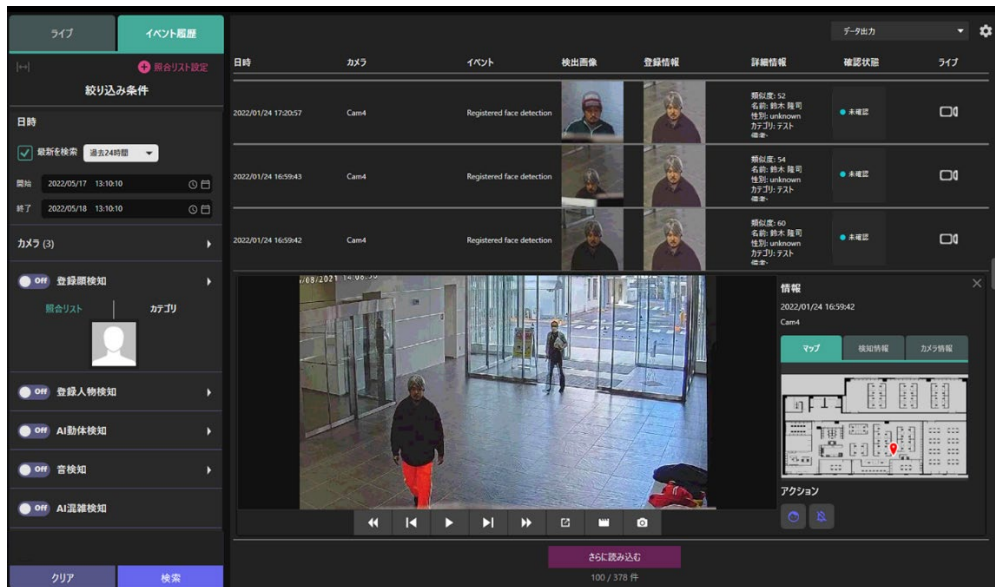 ライブ
イベント履歴
照合リスト設定
絞り込み条件
日時
最新を検索 過去24時間
開始 2022/05/17 13:10:10
終了 2022/05/18 13:10:10
カメラ (3)
Off 登録顔検知
照合リスト カテゴリ
Off 登録人物検知
Off AI動体検知
Off 音検知
Off AI混雑検知
クリア 検索
データ出力
日時 カメラ イベント 検出画像 登録情報 詳細情報 確認状態 ライブ
2022/01/24 17:20:57 Cam4 Registered face detection
類似度: 52
名前: 鈴木 隆司
性別: unknown
カテゴリ: テスト
備考:
未確認
2022/01/24 16:59:43 Cam4 Registered face detection
類似度: 54
名前: 鈴木 隆司
性別: unknown
カテゴリ: テスト
備考:
未確認
2022/01/24 16:59:42 Cam4 Registered face detection
類似度: 60
名前: 鈴木 隆司
性別: unknown
カテゴリ: テスト
備考:
未確認
情報
2022/01/24 16:59:42
Cam4
マップ 検知情報 カメラ情報
アクション
さらに読み込む
100 / 378 件